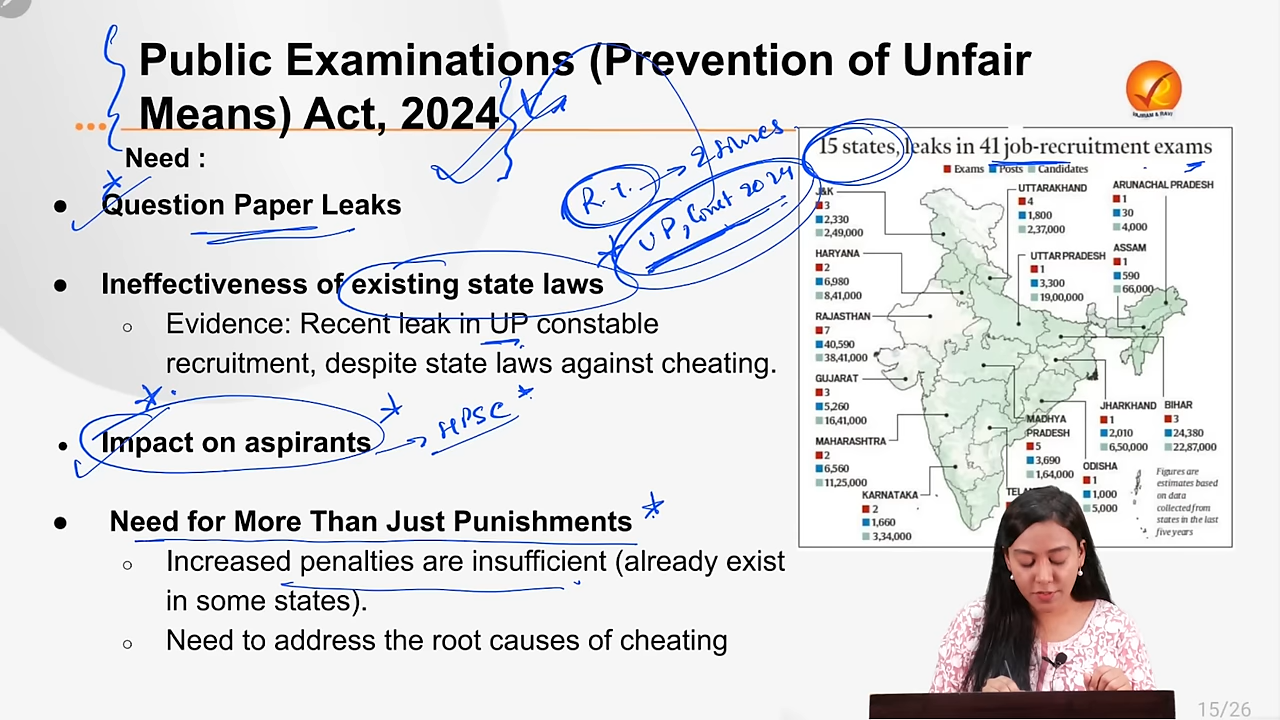 Public Examinations (Prevention of Unfair
Means) Act, 2024
VAJIRAM & RAVI
Need :
● Question Paper Leaks
● Ineffectiveness of existing state laws
○ Evidence: Recent leak in UP constable
recruitment, despite state laws against cheating.
● Impact on aspirants
HPSC
● Need for More Than Just Punishments
○ Increased penalties are insufficient (already exist
in some states).
○ Need to address the root causes of cheating
UP, Const 2024
15 states, leaks in 41 job-recruitment exams
Exams Posts Candidates
J&K
3
2,330
2,49,000
UTTARAKHAND
4
1,800
2,37,000
ARUNACHAL PRADESH
1
30
4,000
HARYANA
2
6,980
8,41,000
UTTAR PRADESH
1
3,300
19,00,000
ASSAM
1
590
66,000
RAJASTHAN
7
40,590
38,41,000
GUJARAT
3
5,260
16,41,000
MAHARASHTRA
2
6,560
11,25,000
KARNATAKA
2
1,660
3,34,000
MADHYA
PRADESH
5
3,690
1,64,000
JHARKHAND
1
2,010
6,50,000
BIHAR
3
24,380
22,87,000
ODISHA
1
1,000
5,000
Figures are
estimates based
on data
collected from
states in the last
five years
15/26